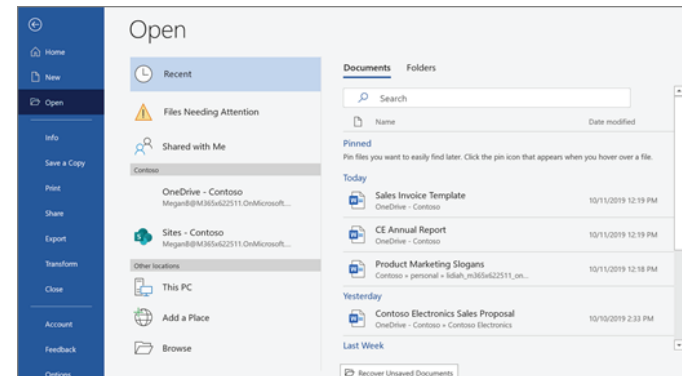 Open
Home
New
Open
Info
Save a Copy
Print
Share
Export
Transform
Close
Account
Feedback
Options
Recent
Files Needing Attention
Shared with Me
Contoso
OneDrive - Contoso
MeganB@M365x622511.OnMicrosoft...
Sites - Contoso
MeganB@M365x622511.OnMicrosoft...
Other locations
This PC
Add a Place
Browse
Documents Folders
Search
Name Date modified
Pinned
Pin files you want to easily find later. Click the pin icon that appears when you hover over a file.
Today
Sales Invoice Template
OneDrive - Contoso
10/11/2019 12:19 PM
CE Annual Report
OneDrive - Contoso
10/11/2019 12:19 PM
Product Marketing Slogans
Contoso » personal » lidiah_m365x622511_on...
10/11/2019 12:18 PM
Yesterday
Contoso Electronics Sales Proposal
OneDrive - Contoso » Contoso Electronics
10/10/2019 2:33 PM
Last Week
Recover Unsaved Documents